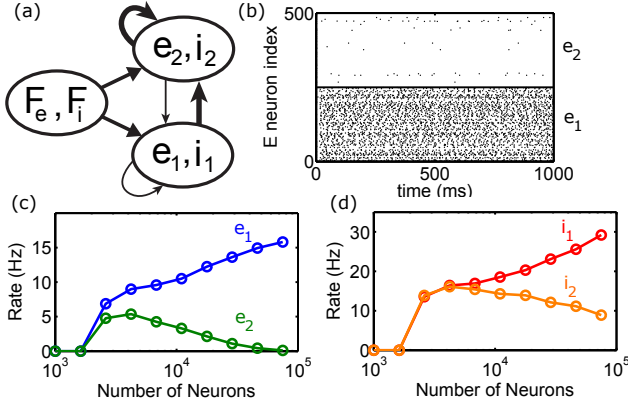 (a)
e2,i2
Fe,Fi
e1,i1
(b)
E neuron index
500
0
e2
e1
0
500
1000
time (ms)
(c)
Rate (Hz)
15
10
5
0
e1
e2
10^3
10^4
10^5
Number of Neurons
(d)
Rate (Hz)
30
20
10
0
i1
i2
10^3
10^4
10^5
Number of Neurons